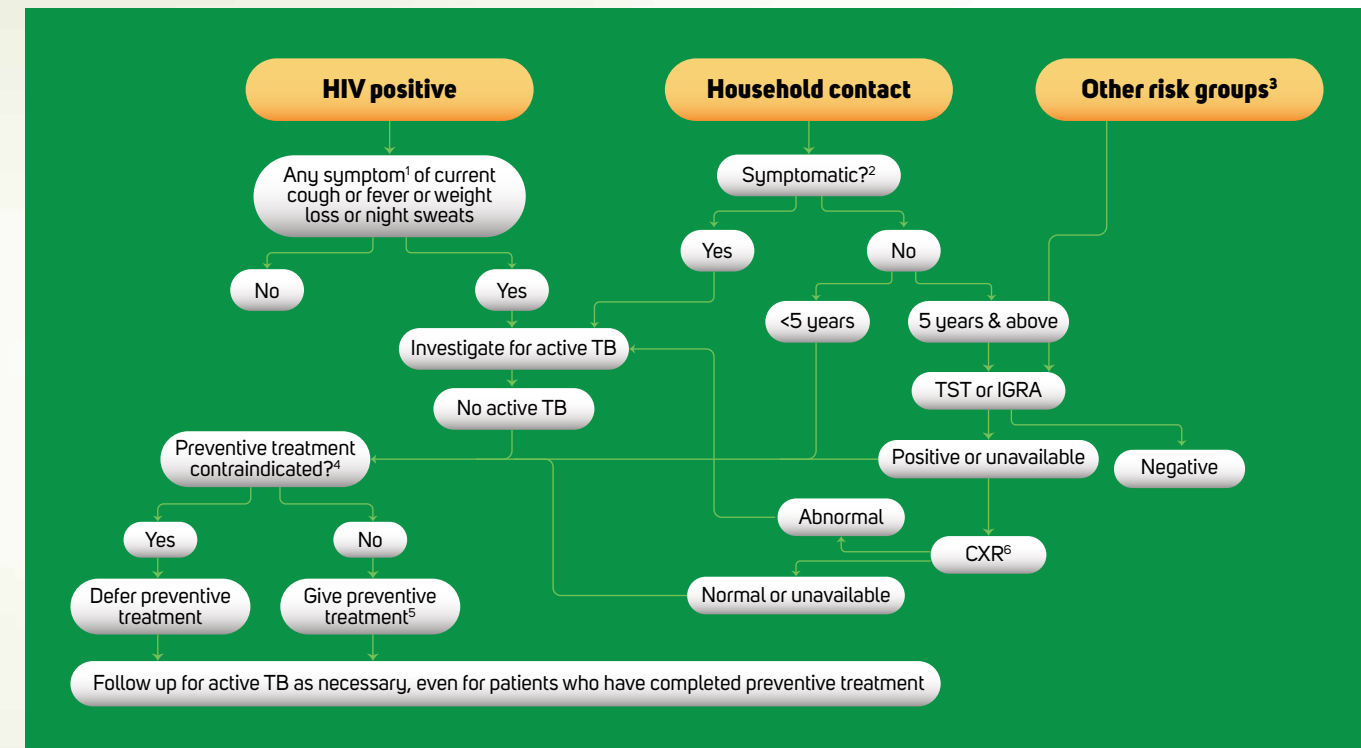 HIV positive
Household contact
Other risk groups³
Any symptom¹ of current
cough or fever or weight
loss or night sweats
Symptomatic?²
Yes
No
No
Yes
<5 years
5 years & above
Investigate for active TB
TST or IGRA
No active TB
Preventive treatment
contraindicated?⁴
Positive or unavailable
Negative
Abnormal
Yes
No
CXR⁶
Defer preventive
treatment
Give preventive
treatment⁵
Normal or unavailable
Follow up for active TB as necessary, even for patients who have completed preventive treatment